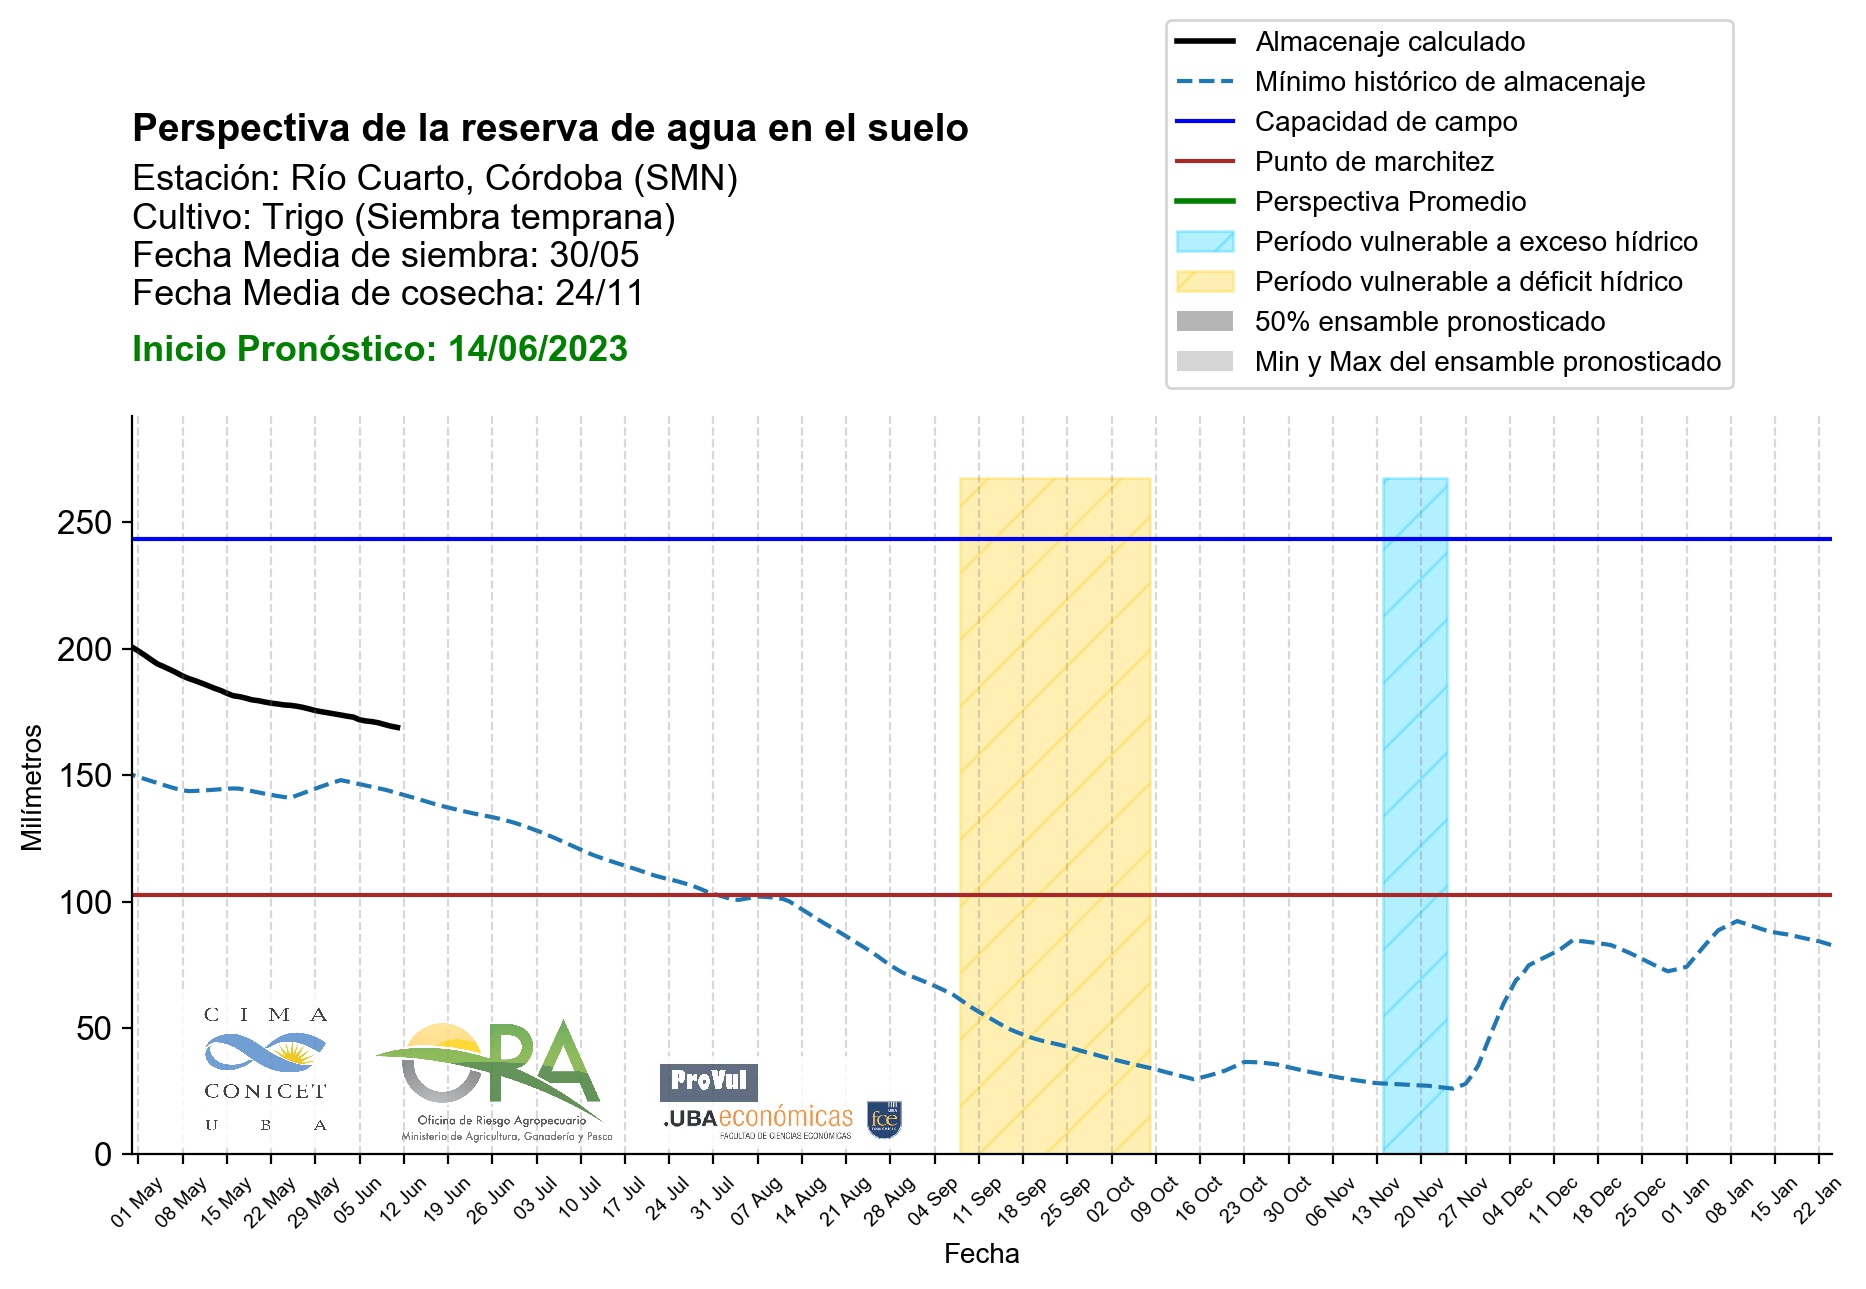 Almacenaje calculado
Mínimo histórico de almacenaje
Capacidad de campo
Punto de marchitez
Perspectiva Promedio
Período vulnerable a exceso hídrico
Período vulnerable a déficit hídrico
50% ensamble pronosticado
Min y Max del ensamble pronosticado
Perspectiva de la reserva de agua en el suelo
Estación: Río Cuarto, Córdoba (SMN)
Cultivo: Trigo (Siembra temprana)
Fecha Media de siembra: 30/05
Fecha Media de cosecha: 24/11
Inicio Pronóstico: 14/06/2023
250
200
150
100
50
0
Milímetros
CIMA
CONICET
UBA
ORA
Oficina de Riesgo Agropecuario
Ministerio de Agricultura, Ganadería y Pesca
ProVul
.UBAeconómicas
FACULTAD DE CIENCIAS ECONÓMICAS
fce
01 May
08 May
15 May
22 May
29 May
05 Jun
12 Jun
19 Jun
26 Jun
03 Jul
10 Jul
17 Jul
24 Jul
31 Jul
07 Aug
14 Aug
21 Aug
28 Aug
04 Sep
11 Sep
18 Sep
25 Sep
02 Oct
09 Oct
16 Oct
23 Oct
30 Oct
06 Nov
13 Nov
20 Nov
27 Nov
04 Dec
11 Dec
18 Dec
25 Dec
01 Jan
08 Jan
15 Jan
22 Jan
Fecha